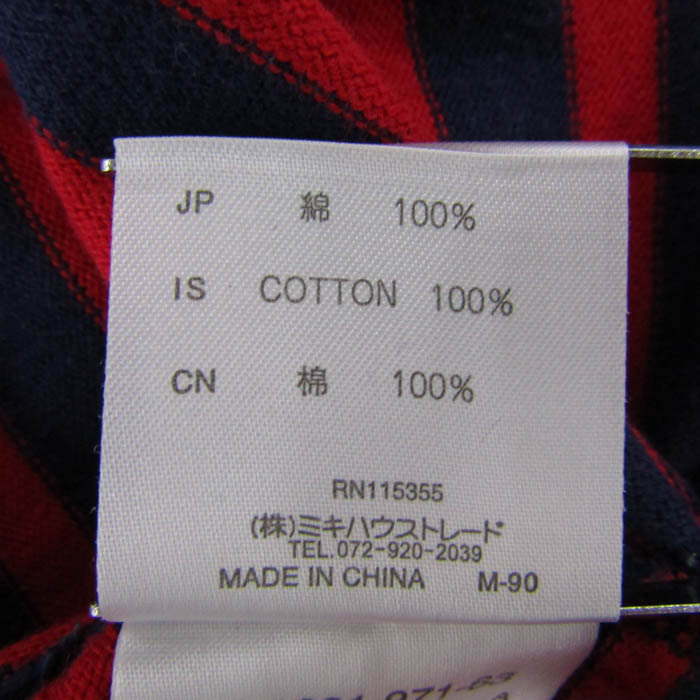 JP 綿 100%
IS COTTON 100%
CN 棉 100%
RN115355
(株)ミキハウストレード
TEL.072-920-2039
MADE IN CHINA M-90